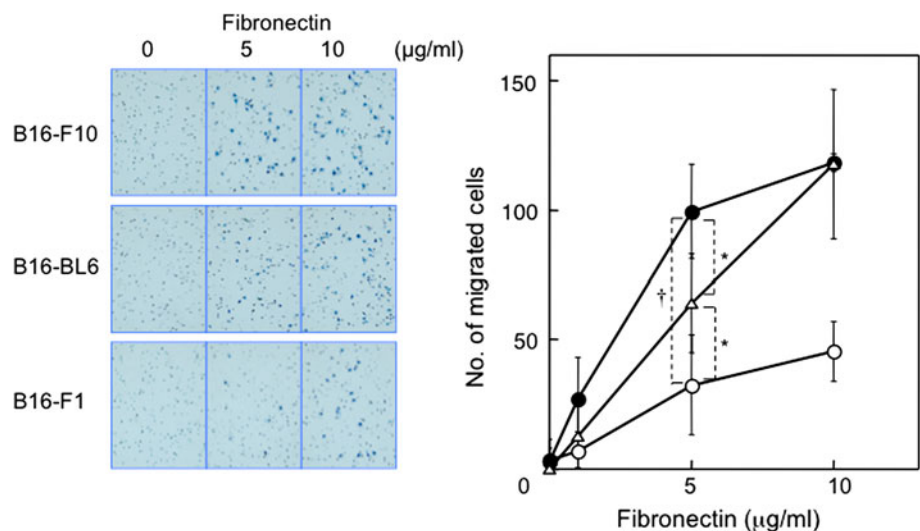 Fibronectin
0 5 10 (µg/ml)
B16-F10
B16-BL6
B16-F1
150
100
50
0
5
10
No. of migrated cells
*
†
*
Fibronectin (µg/ml)